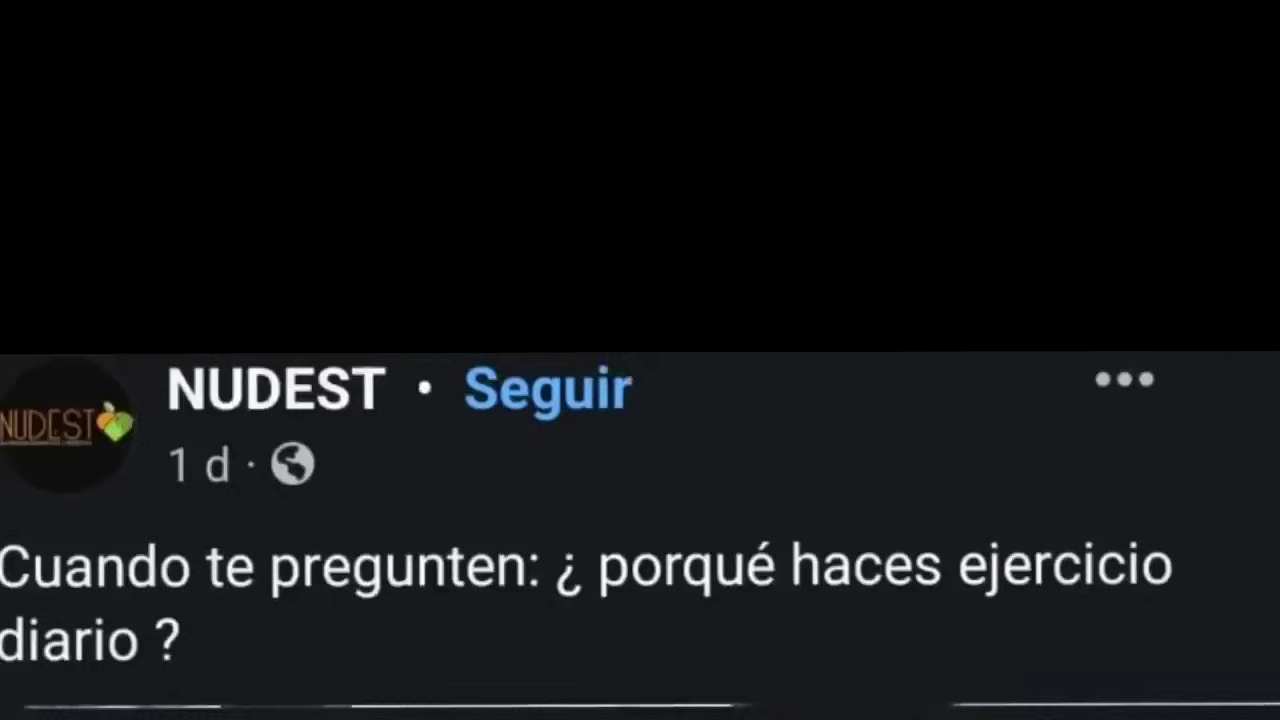 NUDEST • Seguir
NUDEST
1 d ·
Cuando te pregunten: ¿ porqué haces ejercicio
diario ?